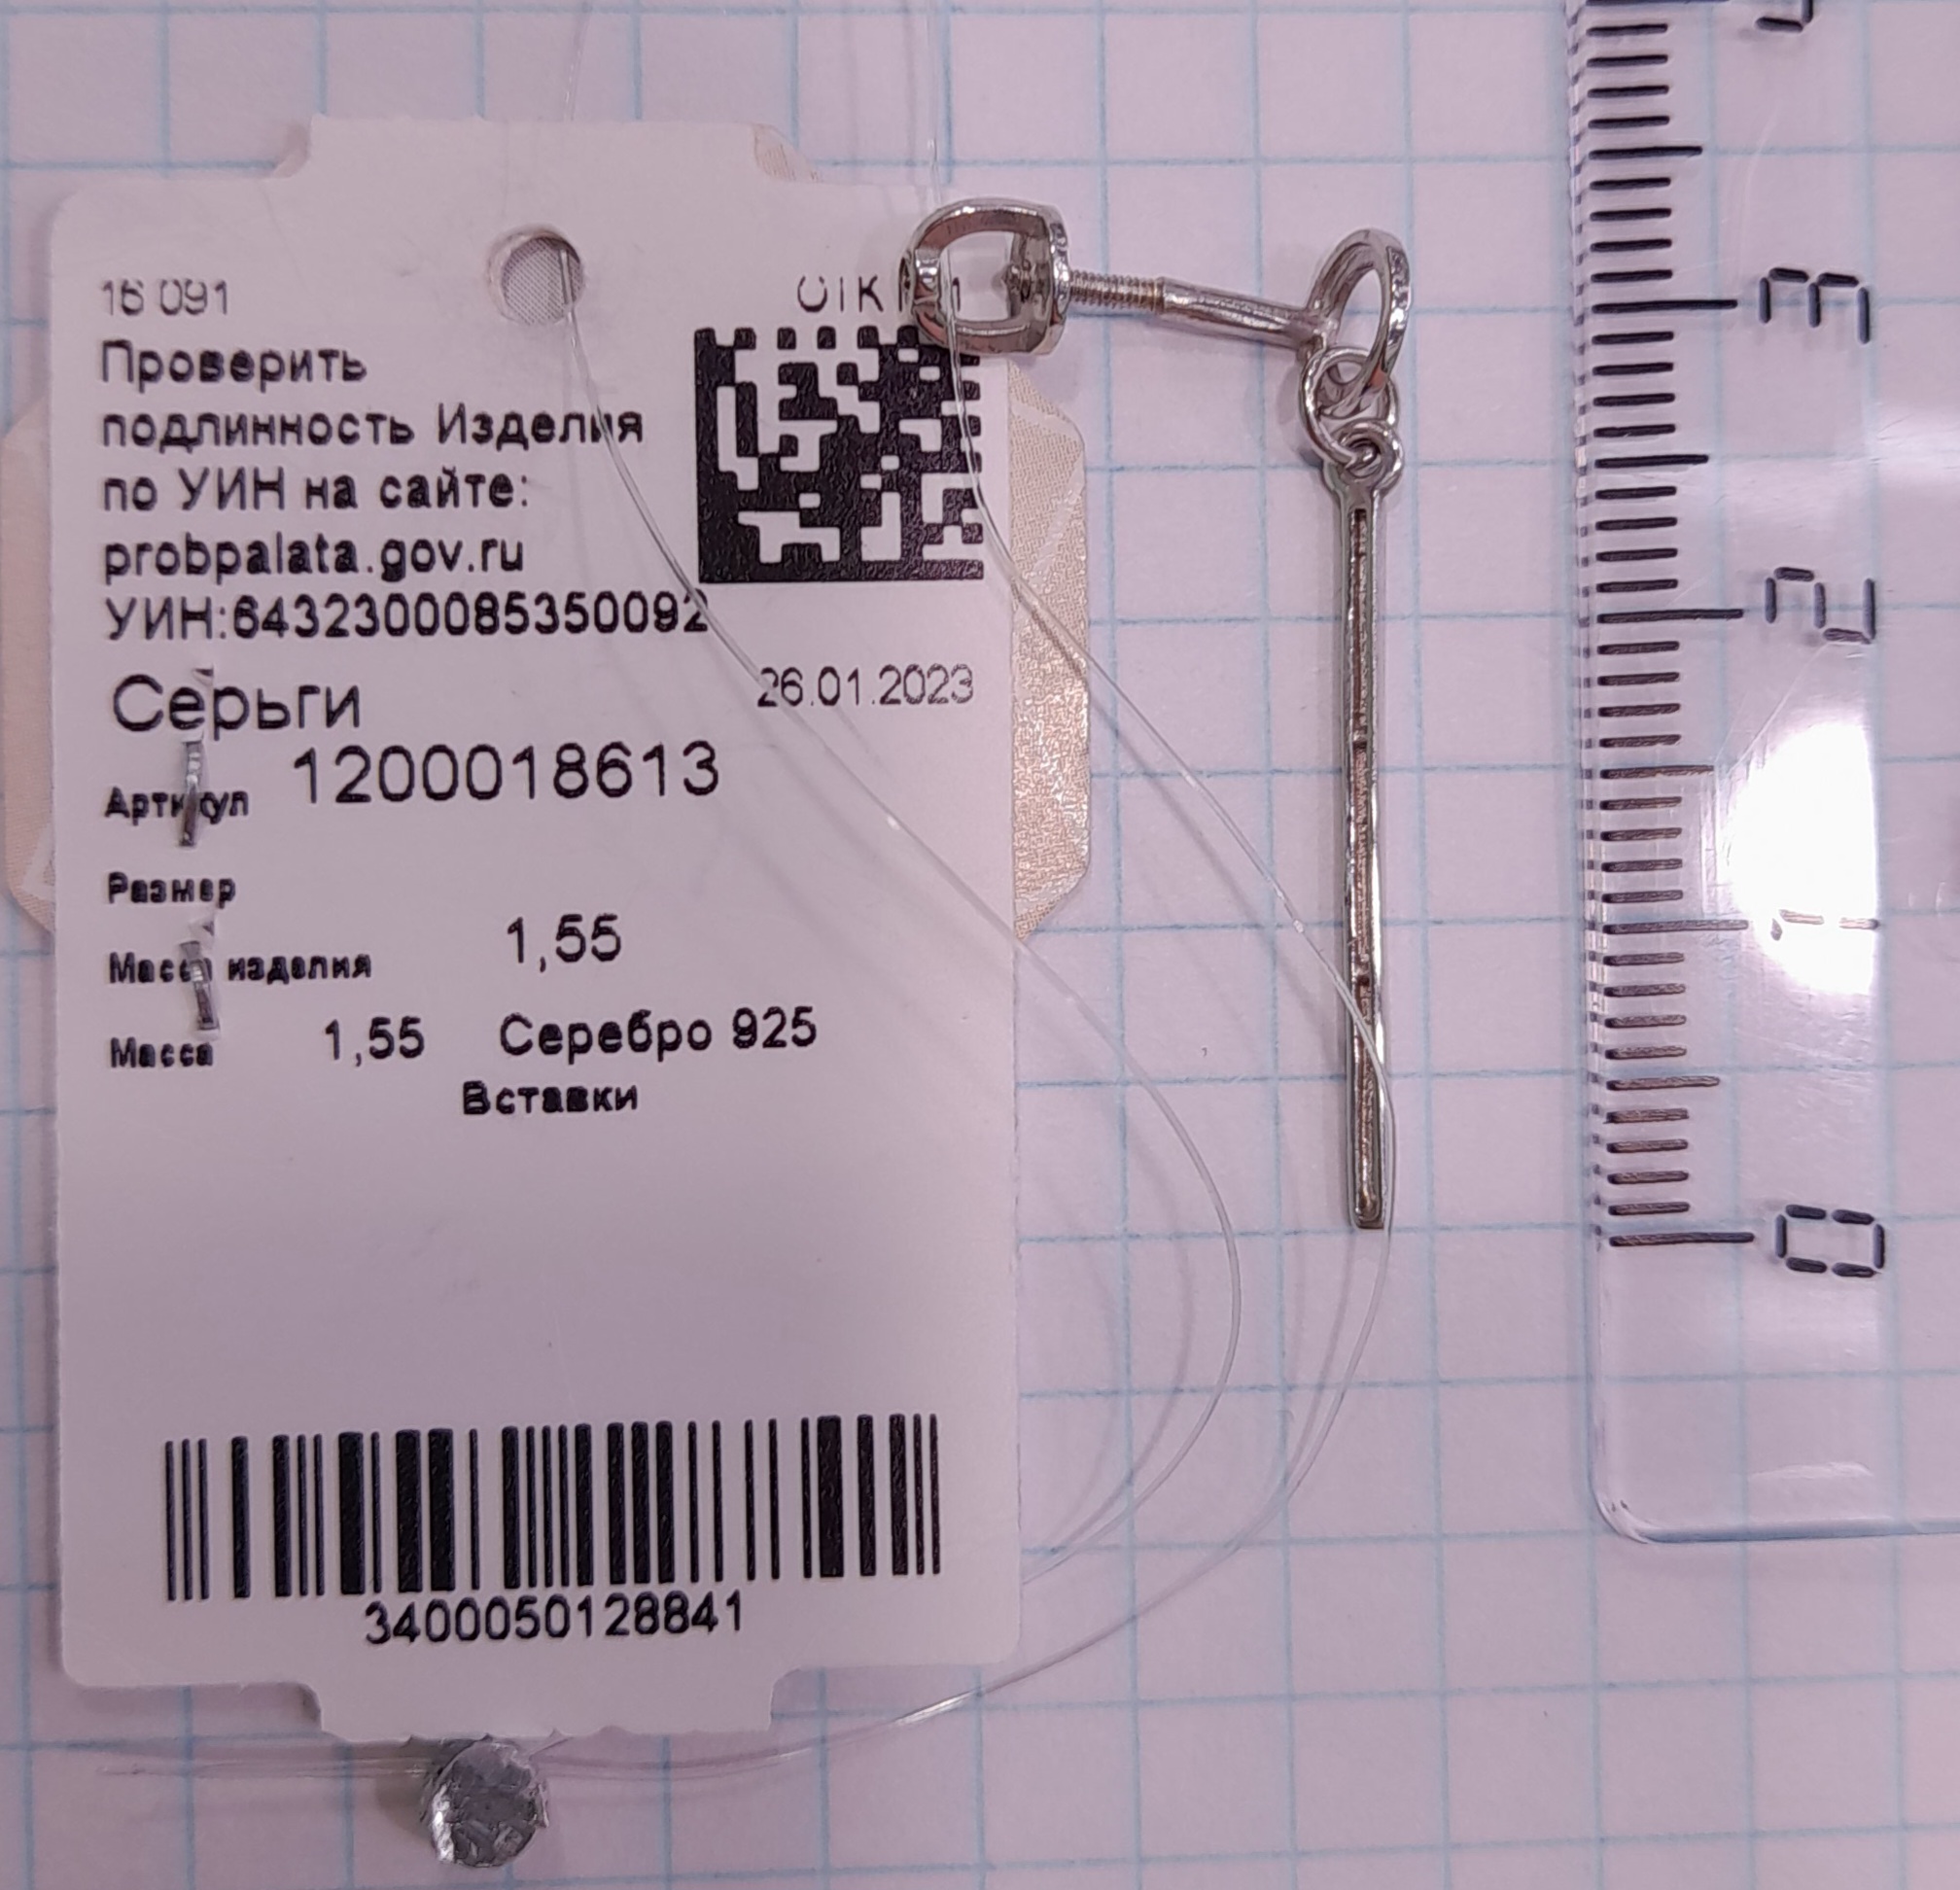 16 091
Проверить
подлинность Изделия
по УИН на сайте:
probpalata.gov.ru
УИН:6432300085350092
Серьги
26.01.2023
Артикул 1200018613
Размер
Масса изделия 1,55
Масса 1,55 Серебро 925
Вставки
3400050128841
3
2
1
0